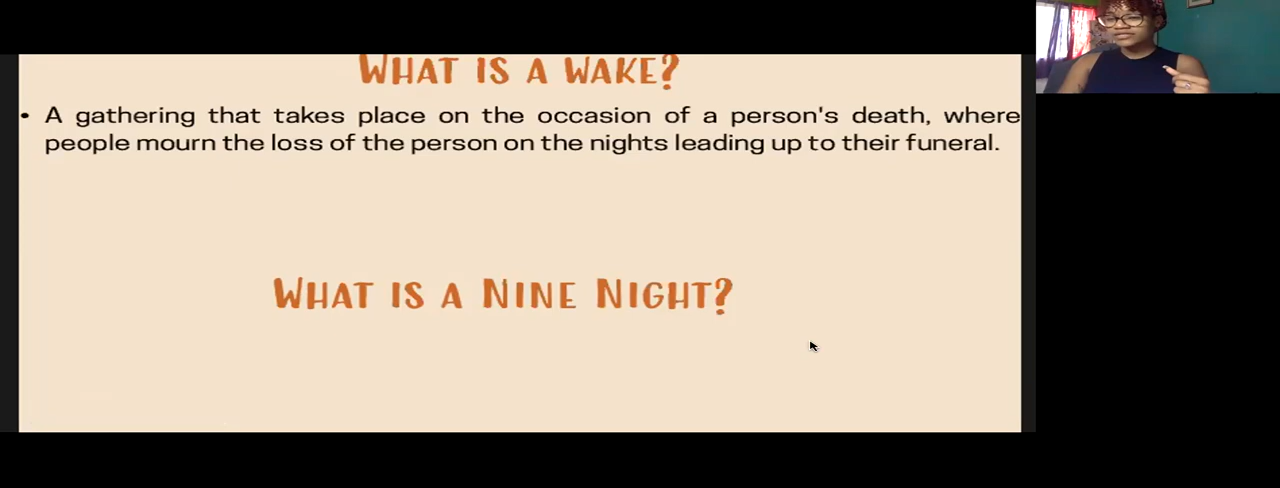 WHAT IS A WAKE?
• A gathering that takes place on the occasion of a person's death, where
people mourn the loss of the person on the nights leading up to their funeral.
WHAT IS A NINE NIGHT?